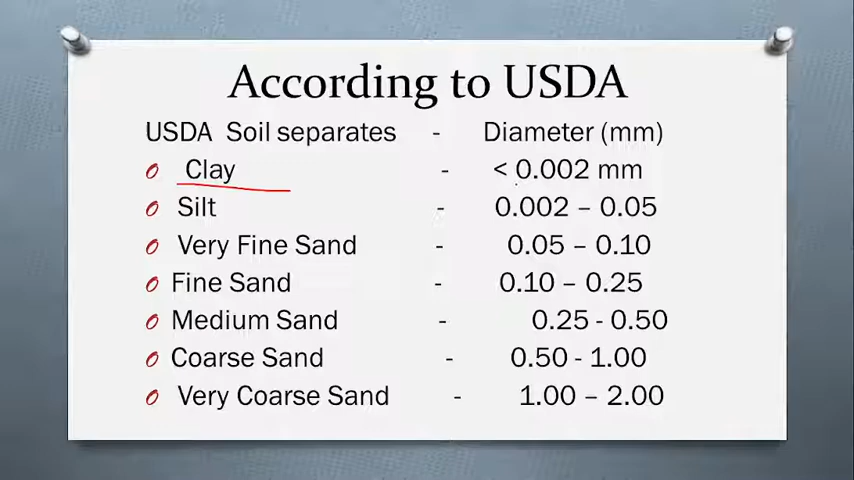 According to USDA
USDA Soil separates - Diameter (mm)
Clay - < 0.002 mm
Silt - 0.002 – 0.05
Very Fine Sand - 0.05 – 0.10
Fine Sand - 0.10 – 0.25
Medium Sand - 0.25 - 0.50
Coarse Sand - 0.50 - 1.00
Very Coarse Sand - 1.00 – 2.00